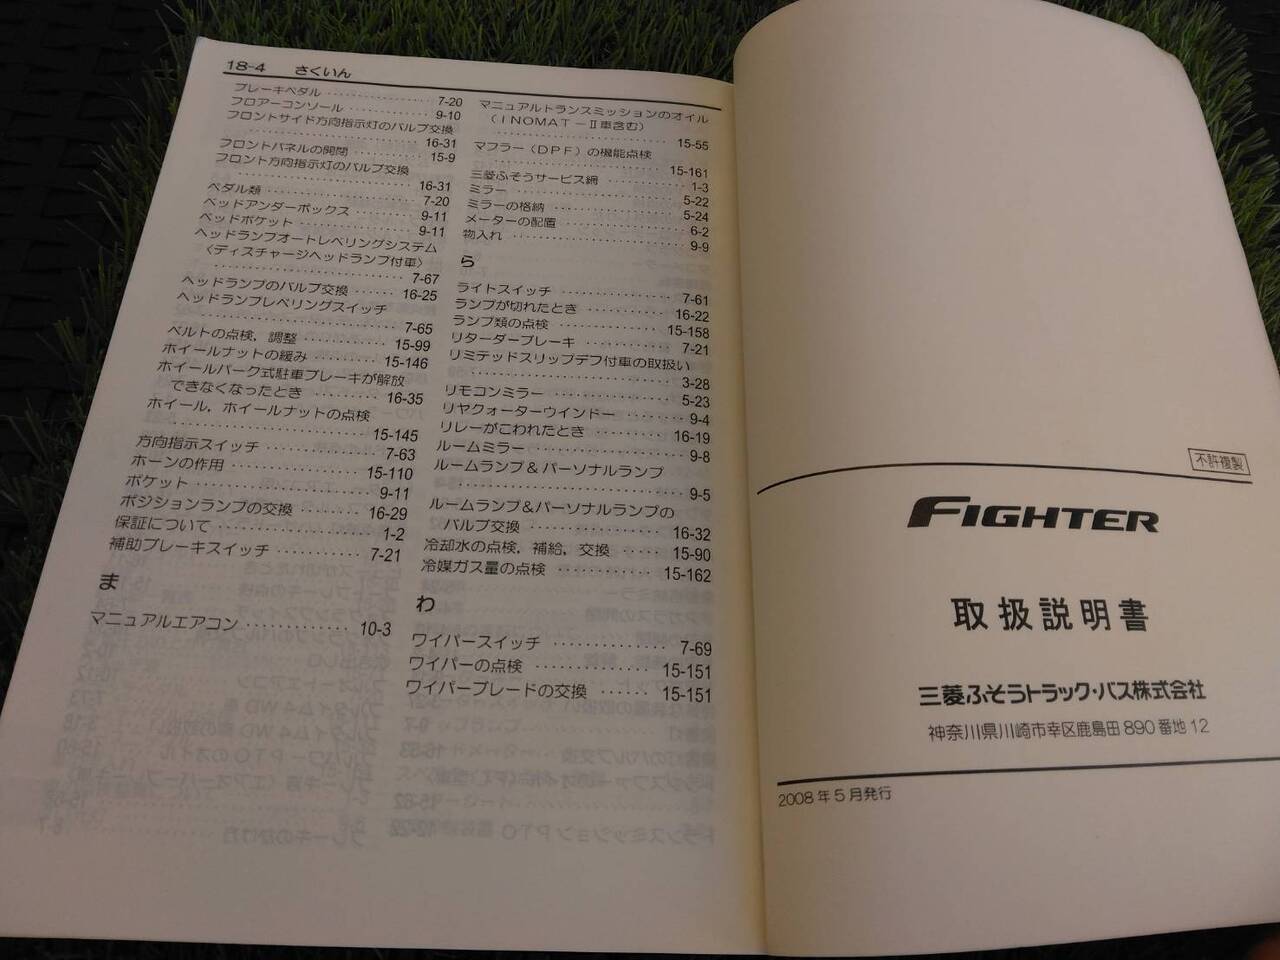 18-4 さくいん
ブレーキペダル ‥‥‥‥‥‥‥‥‥ 7-20
フロアーコンソール ‥‥‥‥‥‥‥ 9-10
フロントサイド方向指示灯のバルブ交換
‥‥‥‥‥‥‥‥‥‥‥‥‥ 16-31
フロントパネルの開閉 ‥‥‥‥‥‥ 15-9
フロント方向指示灯のバルブ交換
‥‥‥‥‥‥‥‥‥‥‥‥‥ 16-31
ペダル類 ‥‥‥‥‥‥‥‥‥‥‥ 7-20
ベッドアンダーボックス ‥‥‥‥‥ 9-11
ベッドポケット ‥‥‥‥‥‥‥‥‥ 9-11
ヘッドランプオートレベリングシステム
〈ディスチャージヘッドランプ付車〉
‥‥‥‥‥‥‥‥‥‥‥‥‥ 7-67
ヘッドランプのバルブ交換 ‥‥‥‥ 16-25
ヘッドランプレベリングスイッチ
‥‥‥‥‥‥‥‥‥‥‥‥‥ 7-65
ベルトの点検，調整 ‥‥‥‥‥‥‥ 15-99
ホイールナットの緩み ‥‥‥‥‥‥ 15-146
ホイールパーク式駐車ブレーキが解放
できなくなったとき ‥‥‥‥‥ 16-35
ホイール，ホイールナットの点検
‥‥‥‥‥‥‥‥‥‥‥‥‥ 15-145
方向指示スイッチ ‥‥‥‥‥‥‥‥ 7-63
ホーンの作用 ‥‥‥‥‥‥‥‥‥ 15-110
ポケット ‥‥‥‥‥‥‥‥‥‥‥ 9-11
ポジションランプの交換 ‥‥‥‥‥ 16-29
保証について ‥‥‥‥‥‥‥‥‥‥ 1-2
補助ブレーキスイッチ ‥‥‥‥‥‥ 7-21
ま
マニュアルエアコン ‥‥‥‥‥‥‥ 10-3
マニュアルトランスミッションのオイル
（ＩＮＯＭＡＴ－Ⅱ車含む）
‥‥‥‥‥‥‥‥‥‥‥‥‥ 15-55
マフラー（ＤＰＦ）の機能点検
‥‥‥‥‥‥‥‥‥‥‥‥‥ 15-161
三菱ふそうサービス網 ‥‥‥‥‥‥ 1-3
ミラー ‥‥‥‥‥‥‥‥‥‥‥‥ 5-22
ミラーの格納 ‥‥‥‥‥‥‥‥‥‥ 5-24
メーターの配置 ‥‥‥‥‥‥‥‥‥ 6-2
物入れ ‥‥‥‥‥‥‥‥‥‥‥‥ 9-9
ら
ライトスイッチ ‥‥‥‥‥‥‥‥‥ 7-61
ランプが切れたとき ‥‥‥‥‥‥‥ 16-22
ランプ類の点検 ‥‥‥‥‥‥‥‥ 15-158
リターダーブレーキ ‥‥‥‥‥‥‥ 7-21
リミテッドスリップデフ付車の取扱い
‥‥‥‥‥‥‥‥‥‥‥‥‥ 3-28
リモコンミラー ‥‥‥‥‥‥‥‥‥ 5-23
リヤクォーターウインドー ‥‥‥‥ 9-4
リレーがこわれたとき ‥‥‥‥‥‥ 16-19
ルームミラー ‥‥‥‥‥‥‥‥‥‥ 9-8
ルームランプ＆パーソナルランプ
‥‥‥‥‥‥‥‥‥‥‥‥‥ 9-5
ルームランプ＆パーソナルランプの
バルブ交換 ‥‥‥‥‥‥‥‥‥ 16-32
冷却水の点検，補給，交換 ‥‥‥ 15-90
冷媒ガス量の点検 ‥‥‥‥‥‥‥ 15-162
わ
ワイパースイッチ ‥‥‥‥‥‥‥‥ 7-69
ワイパーの点検 ‥‥‥‥‥‥‥‥ 15-151
ワイパーブレードの交換 ‥‥‥‥ 15-151
不許複製
FIGHTER
取扱説明書
三菱ふそうトラック・バス株式会社
神奈川県川崎市幸区鹿島田890番地12
2008年5月発行